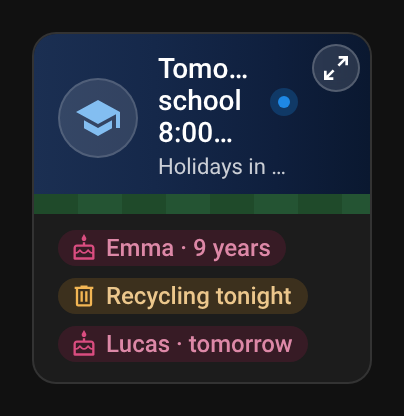 Tomo…
school
8:00…
Holidays in …
Emma · 9 years
Recycling tonight
Lucas · tomorrow